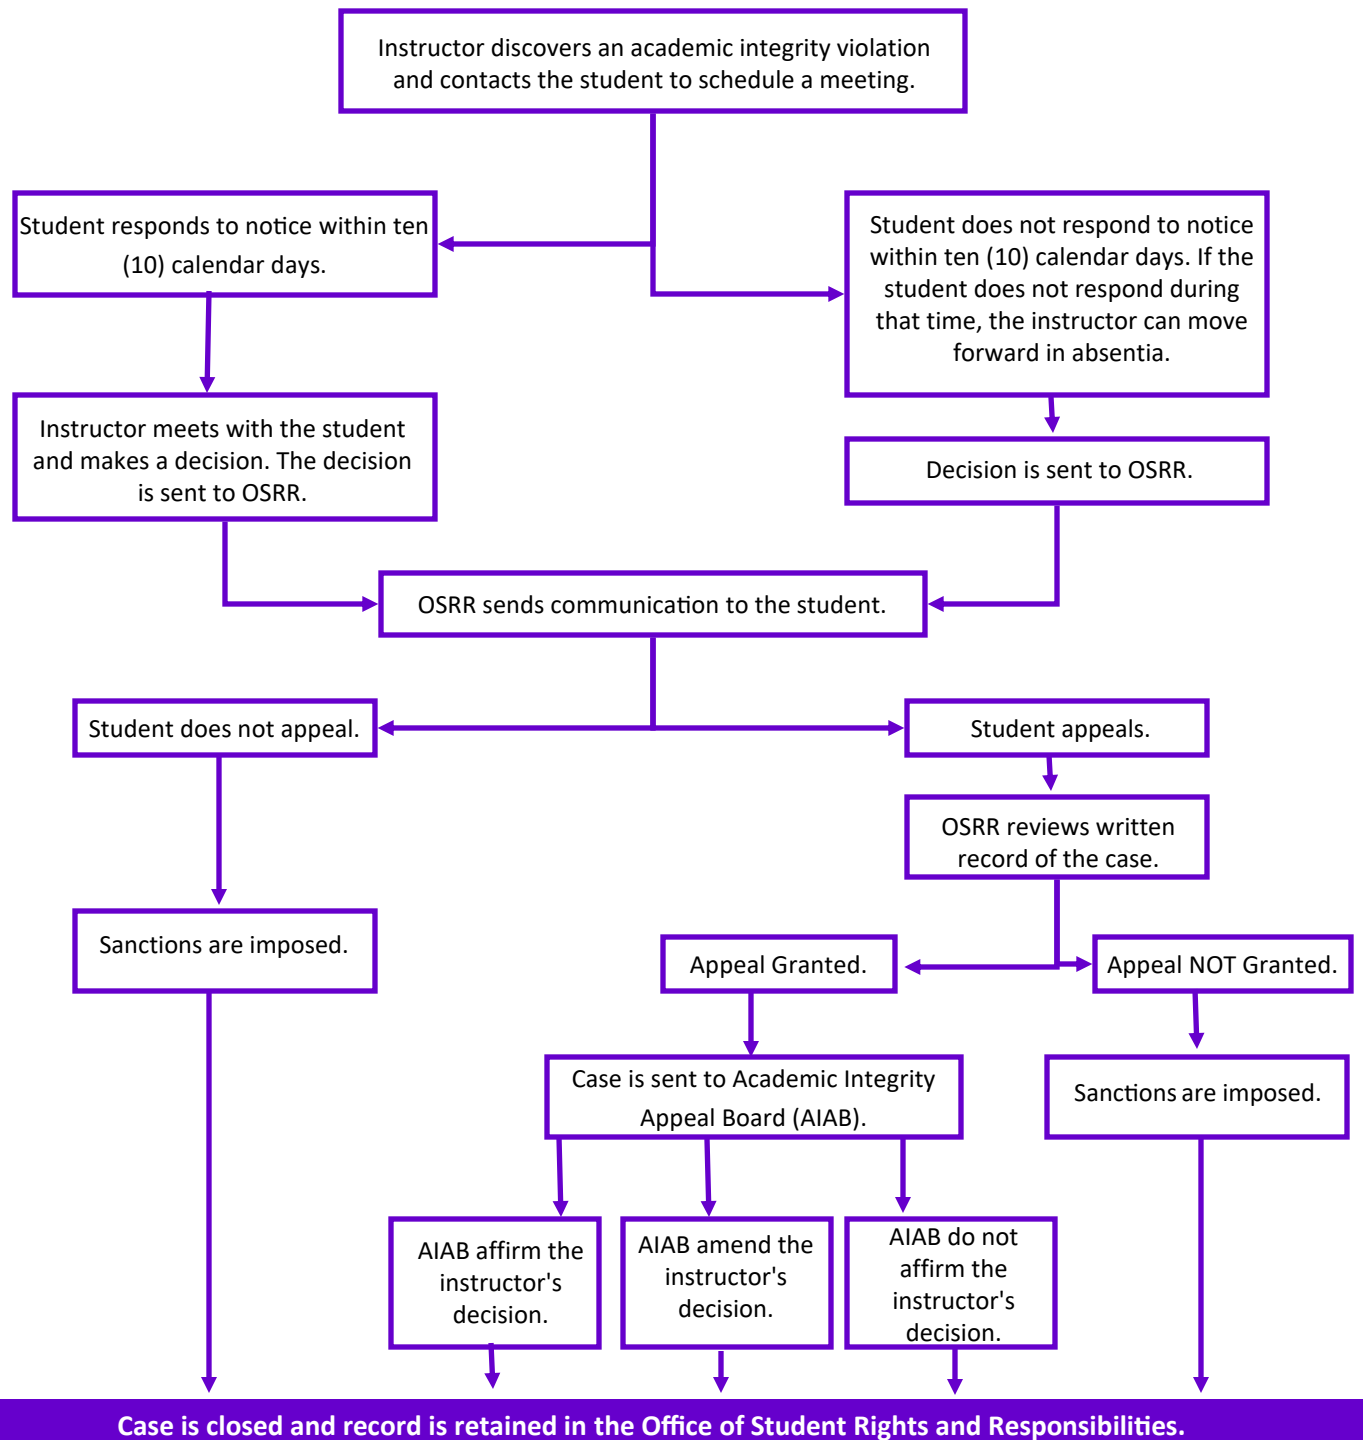 Instructor discovers an academic integrity violation
and contacts the student to schedule a meeting.
Student responds to notice within ten
(10) calendar days.
Student does not respond to notice
within ten (10) calendar days. If the
student does not respond during
that time, the instructor can move
forward in absentia.
Instructor meets with the student
and makes a decision. The decision
is sent to OSRR.
Decision is sent to OSRR.
OSRR sends communication to the student.
Student does not appeal.
Student appeals.
OSRR reviews written
record of the case.
Sanctions are imposed.
Appeal Granted.
Appeal NOT Granted.
Case is sent to Academic Integrity
Appeal Board (AIAB).
Sanctions are imposed.
AIAB affirm the
instructor's
decision.
AIAB amend the
instructor's
decision.
AIAB do not
affirm the
instructor's
decision.
Case is closed and record is retained in the Office of Student Rights and Responsibilities.